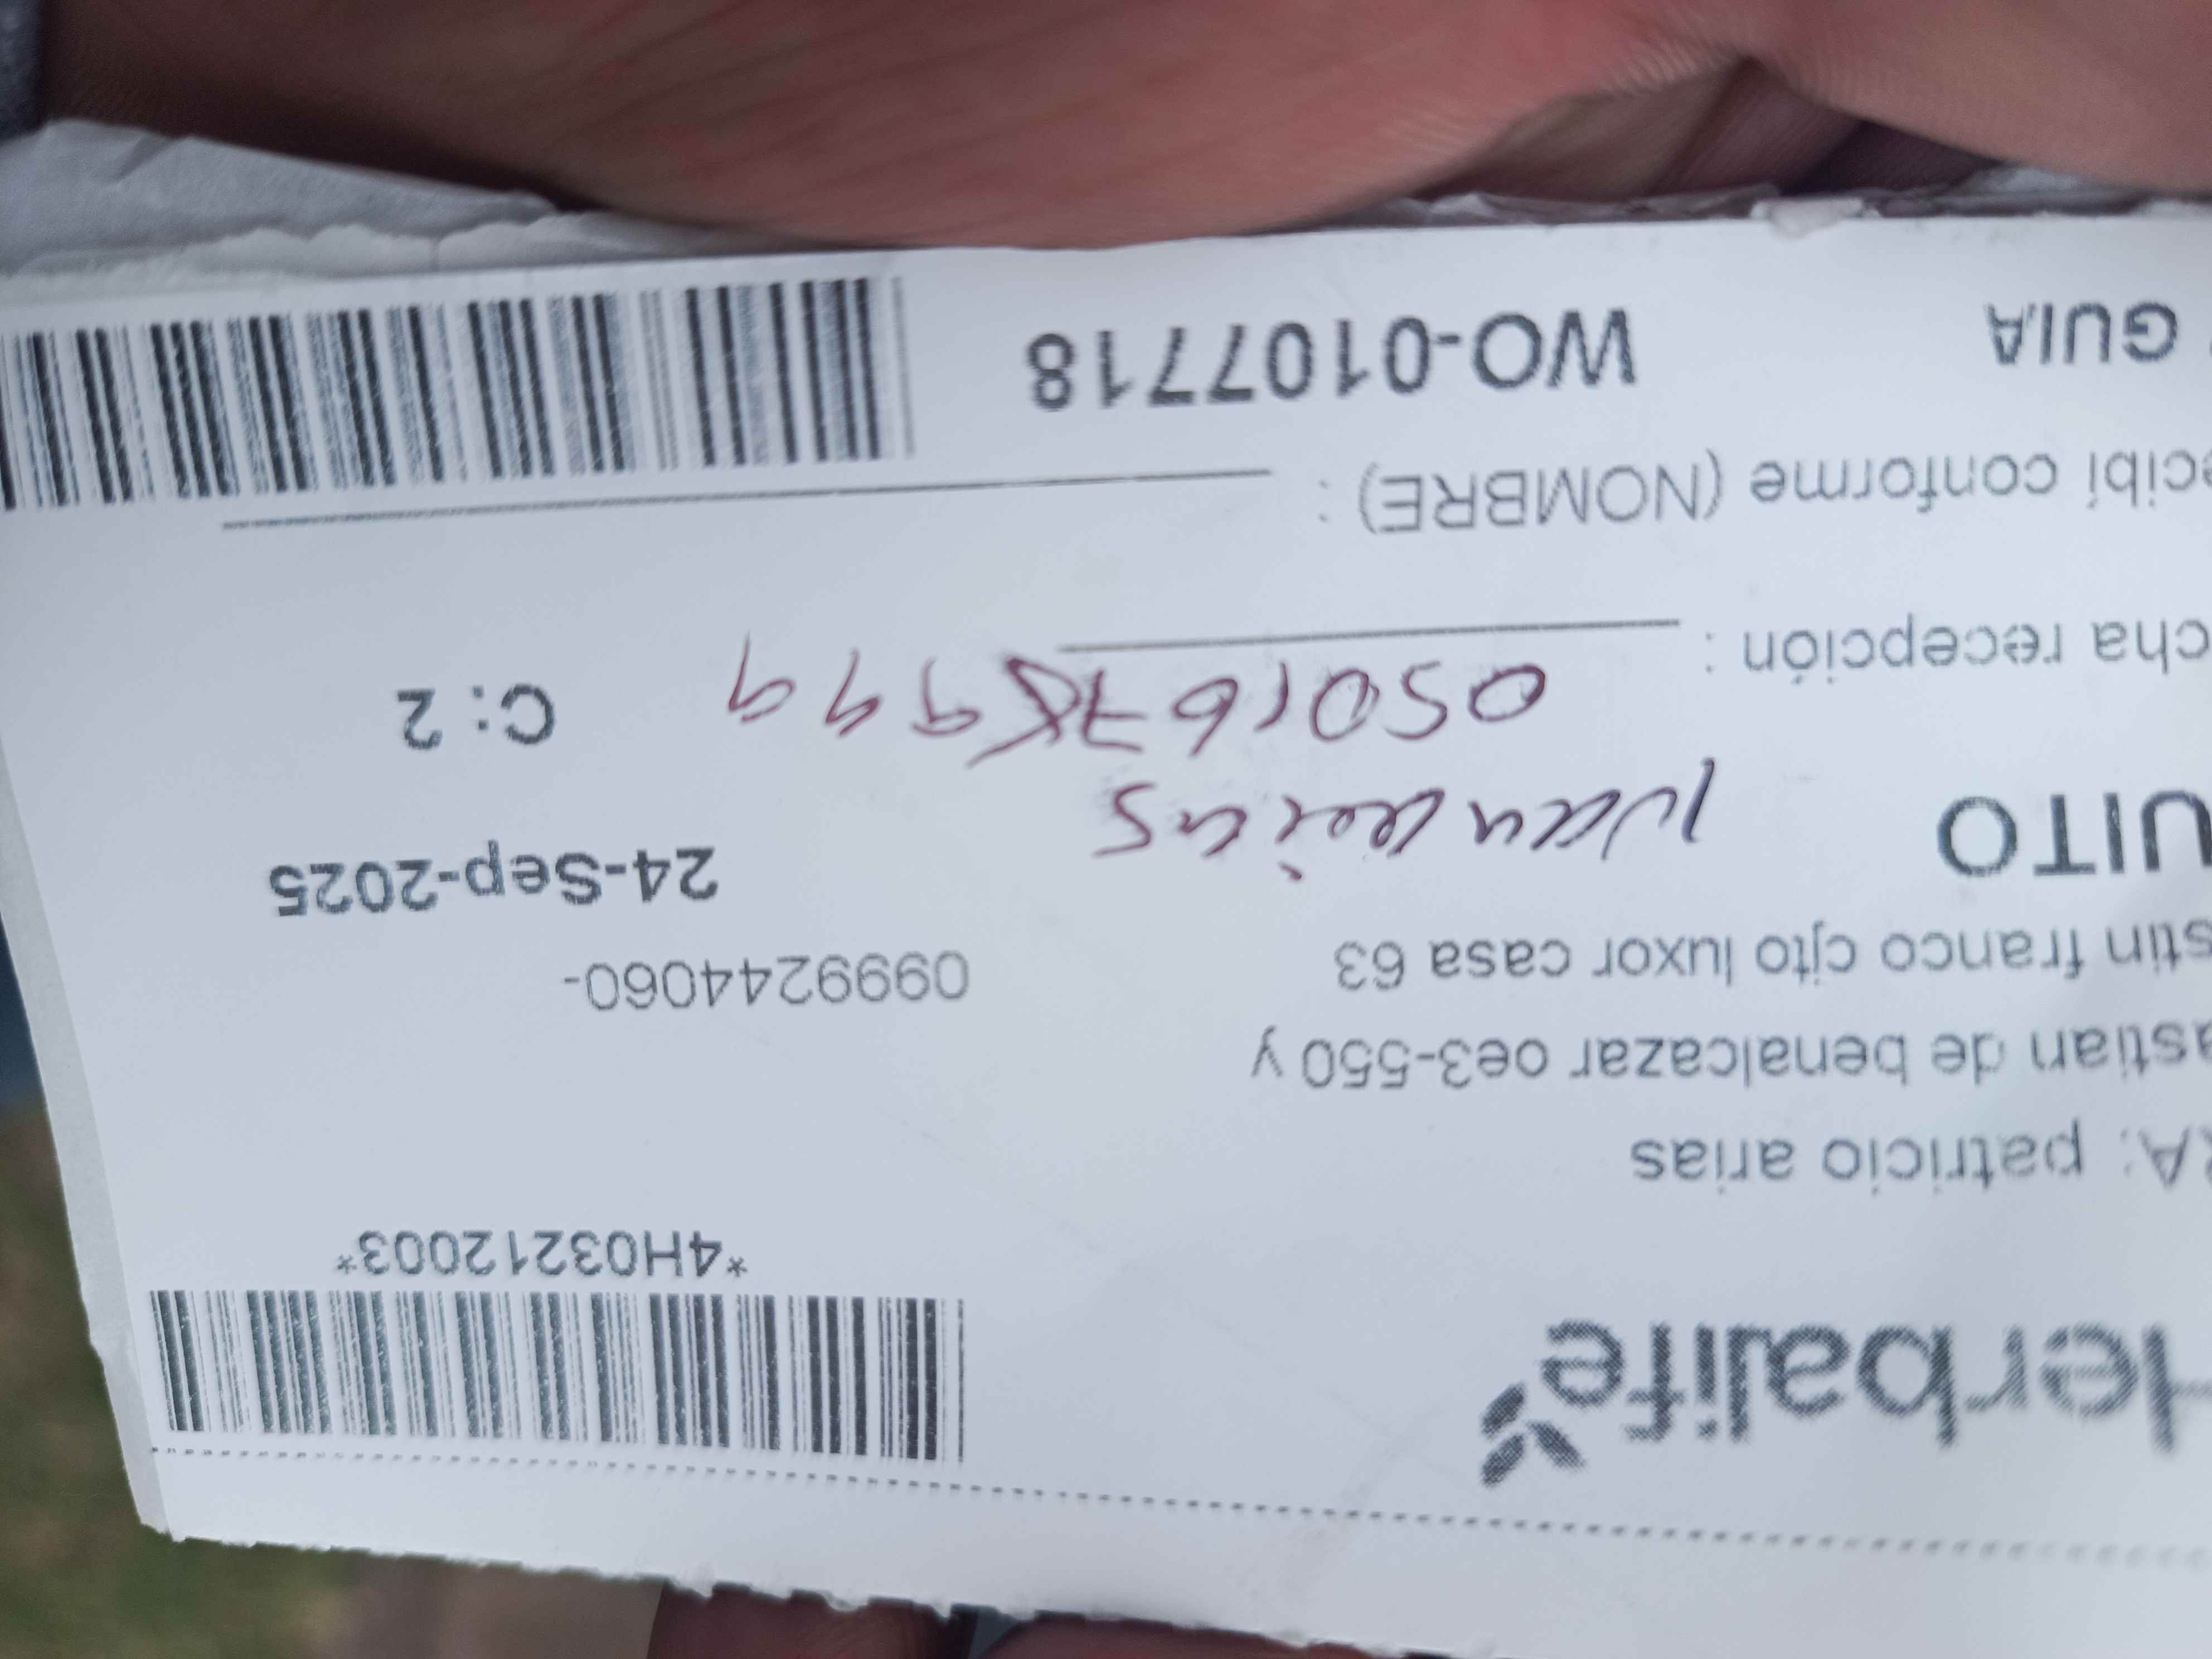 Herbalife
*4H03212003*
RA: patricio arias
astian de benalcazar oe3-550 y
stin franco cjto luxor casa 63
0999244060-
UITO
24-Sep-2025
C: 2
cha recepción :
ecibí conforme (NOMBRE) :
GUIA WO-0107718